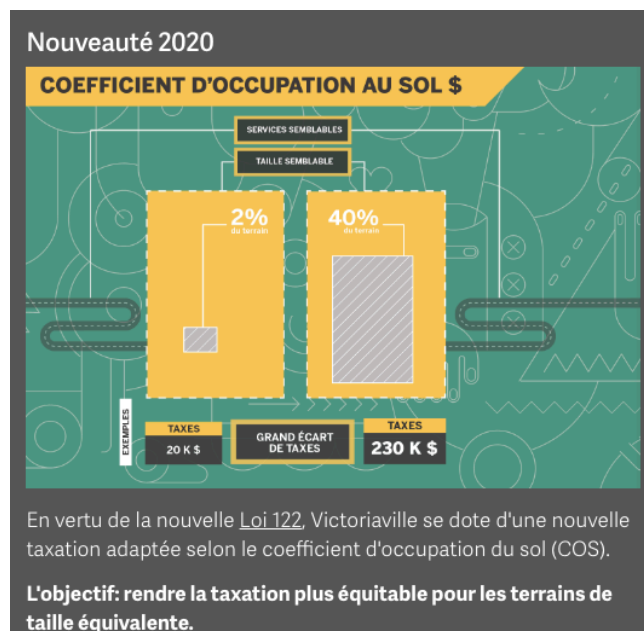 Nouveauté 2020
COEFFICIENT D'OCCUPATION AU SOL $
SERVICES SEMBLABLES
TAILLE SEMBLABLE
2%
du terrain
40%
du terrain
EXEMPLES
TAXES
20 K $
GRAND ÉCART
DE TAXES
TAXES
230 K $
En vertu de la nouvelle Loi 122, Victoriaville se dote d'une nouvelle
taxation adaptée selon le coefficient d'occupation du sol (COS).
L'objectif: rendre la taxation plus équitable pour les terrains de
taille équivalente.